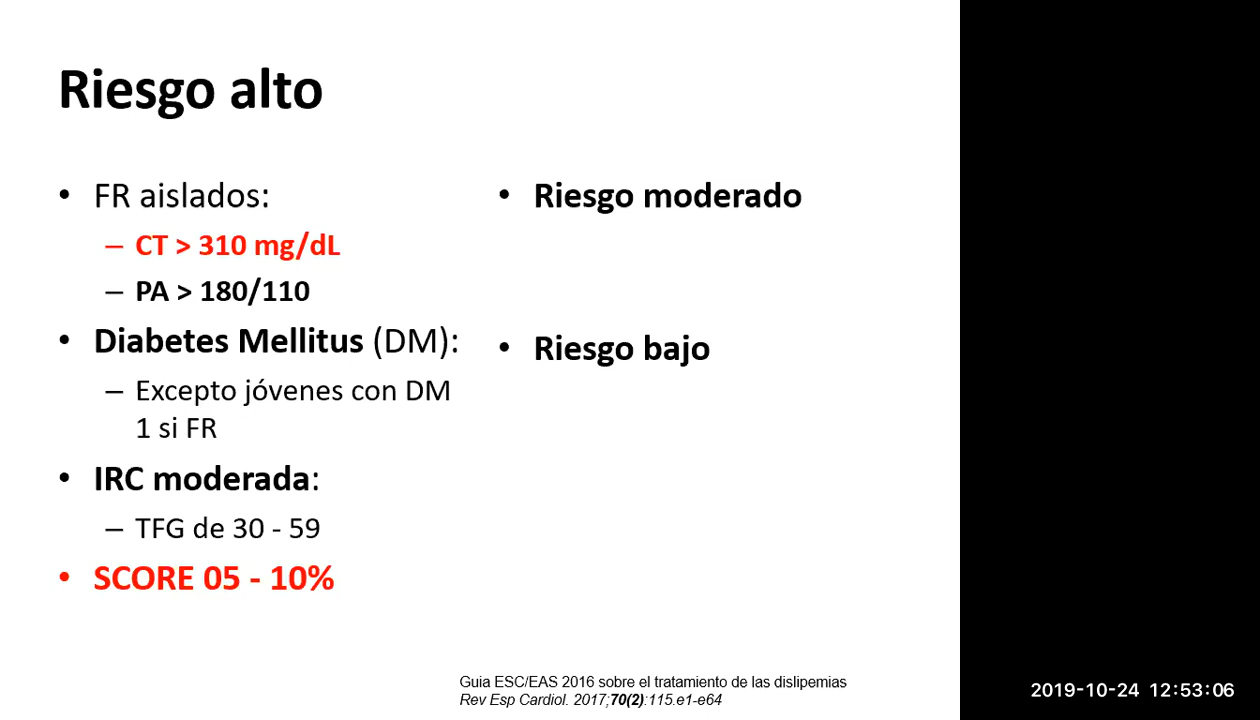 Riesgo alto
• FR aislados:
– CT > 310 mg/dL
– PA > 180/110
• Diabetes Mellitus (DM):
– Excepto jóvenes con DM
1 si FR
• IRC moderada:
– TFG de 30 - 59
• SCORE 05 - 10%
• Riesgo moderado
• Riesgo bajo
Guia ESC/EAS 2016 sobre el tratamiento de las dislipemias
Rev Esp Cardiol. 2017;70(2):115.e1-e64
2019-10-24 12:53:06